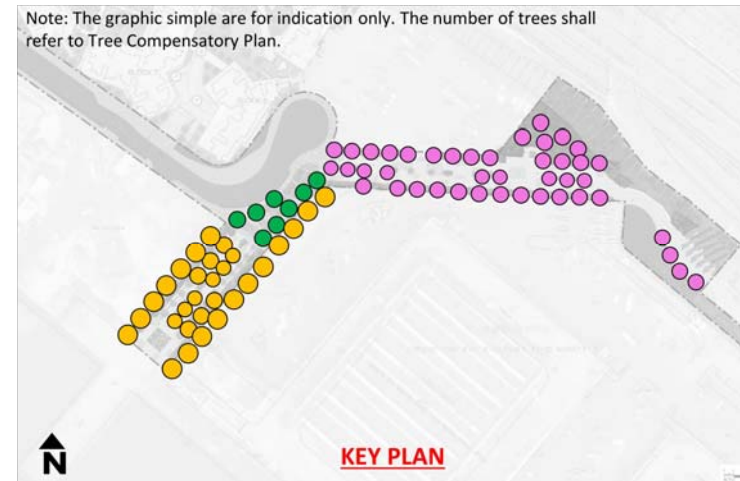 Note: The graphic simple are for indication only. The number of trees shall
refer to Tree Compensatory Plan.
N
KEY PLAN